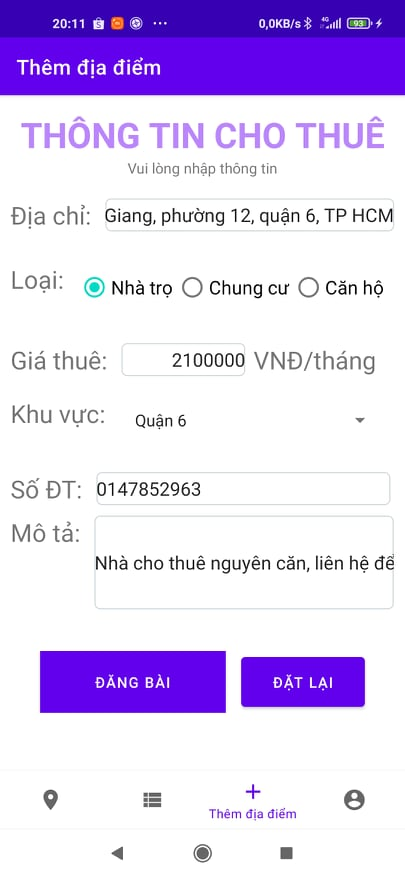 20:11 ... 0,0KB/s 4G 93
Thêm địa điểm
THÔNG TIN CHO THUÊ
Vui lòng nhập thông tin
Địa chỉ: Giang, phường 12, quận 6, TP HCM
Loại: Nhà trọ Chung cư Căn hộ
Giá thuê: 2100000 VNĐ/tháng
Khu vực: Quận 6
Số ĐT: 0147852963
Mô tả: Nhà cho thuê nguyên căn, liên hệ để
ĐĂNG BÀI ĐẶT LẠI
Thêm địa điểm